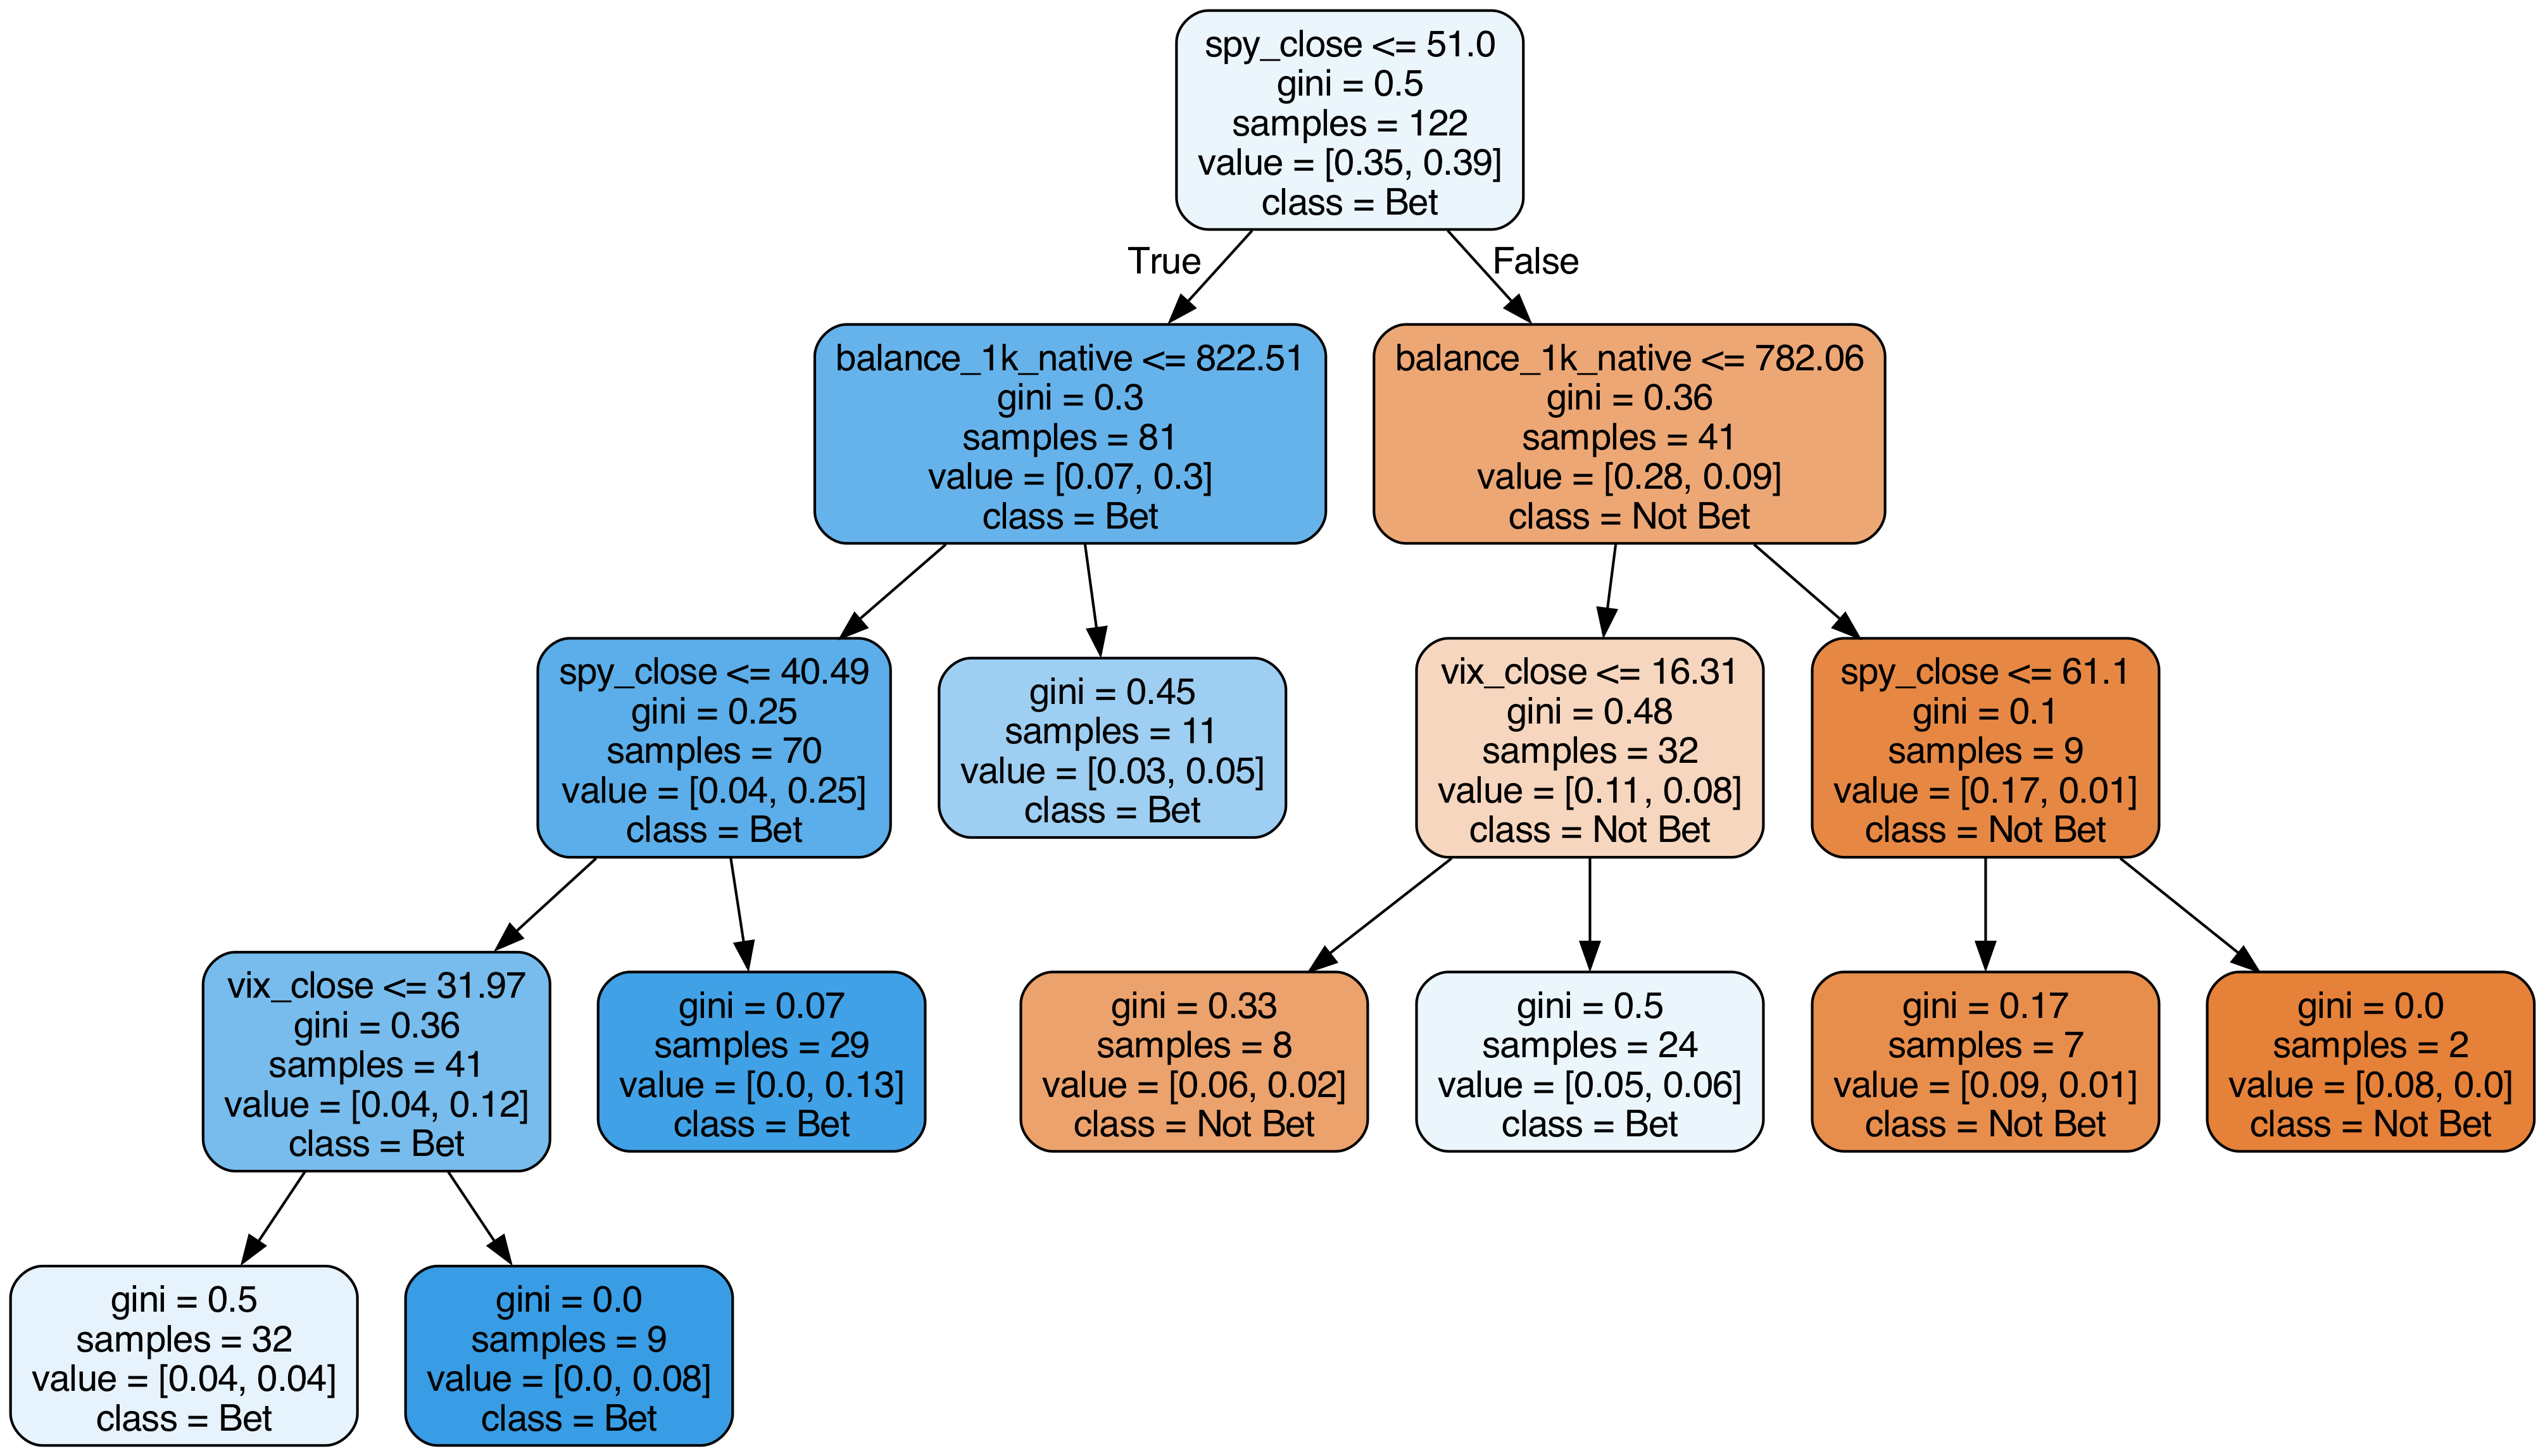 spy_close <= 51.0
gini = 0.5
samples = 122
value = [0.35, 0.39]
class = Bet
True
False
balance_1k_native <= 822.51
gini = 0.3
samples = 81
value = [0.07, 0.3]
class = Bet
balance_1k_native <= 782.06
gini = 0.36
samples = 41
value = [0.28, 0.09]
class = Not Bet
spy_close <= 40.49
gini = 0.25
samples = 70
value = [0.04, 0.25]
class = Bet
gini = 0.45
samples = 11
value = [0.03, 0.05]
class = Bet
vix_close <= 16.31
gini = 0.48
samples = 32
value = [0.11, 0.08]
class = Not Bet
spy_close <= 61.1
gini = 0.1
samples = 9
value = [0.17, 0.01]
class = Not Bet
vix_close <= 31.97
gini = 0.36
samples = 41
value = [0.04, 0.12]
class = Bet
gini = 0.07
samples = 29
value = [0.0, 0.13]
class = Bet
gini = 0.33
samples = 8
value = [0.06, 0.02]
class = Not Bet
gini = 0.5
samples = 24
value = [0.05, 0.06]
class = Bet
gini = 0.17
samples = 7
value = [0.09, 0.01]
class = Not Bet
gini = 0.0
samples = 2
value = [0.08, 0.0]
class = Not Bet
gini = 0.5
samples = 32
value = [0.04, 0.04]
class = Bet
gini = 0.0
samples = 9
value = [0.0, 0.08]
class = Bet